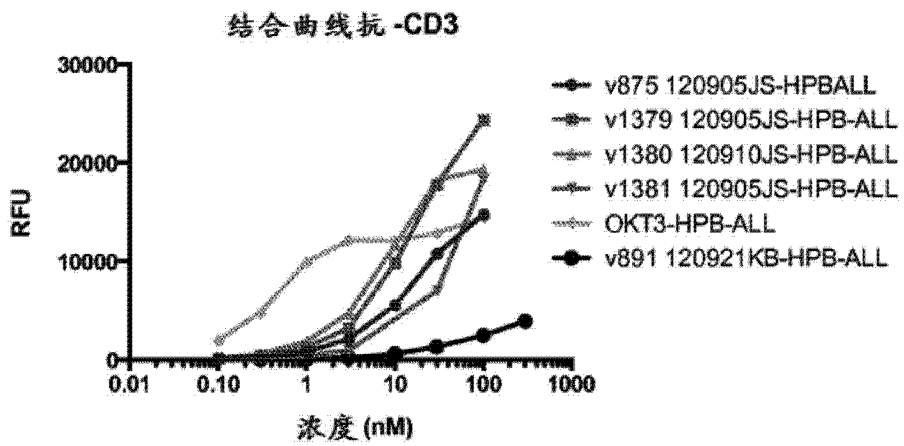 结合曲线抗 -CD3
30000
20000
10000
0
RFU
0.01
0.10
1
10
100
1000
浓度 (nM)
v875 120905JS-HPBALL
v1379 120905JS-HPB-ALL
v1380 120910JS-HPB-ALL
v1381 120905JS-HPB-ALL
OKT3-HPB-ALL
v891 120921KB-HPB-ALL